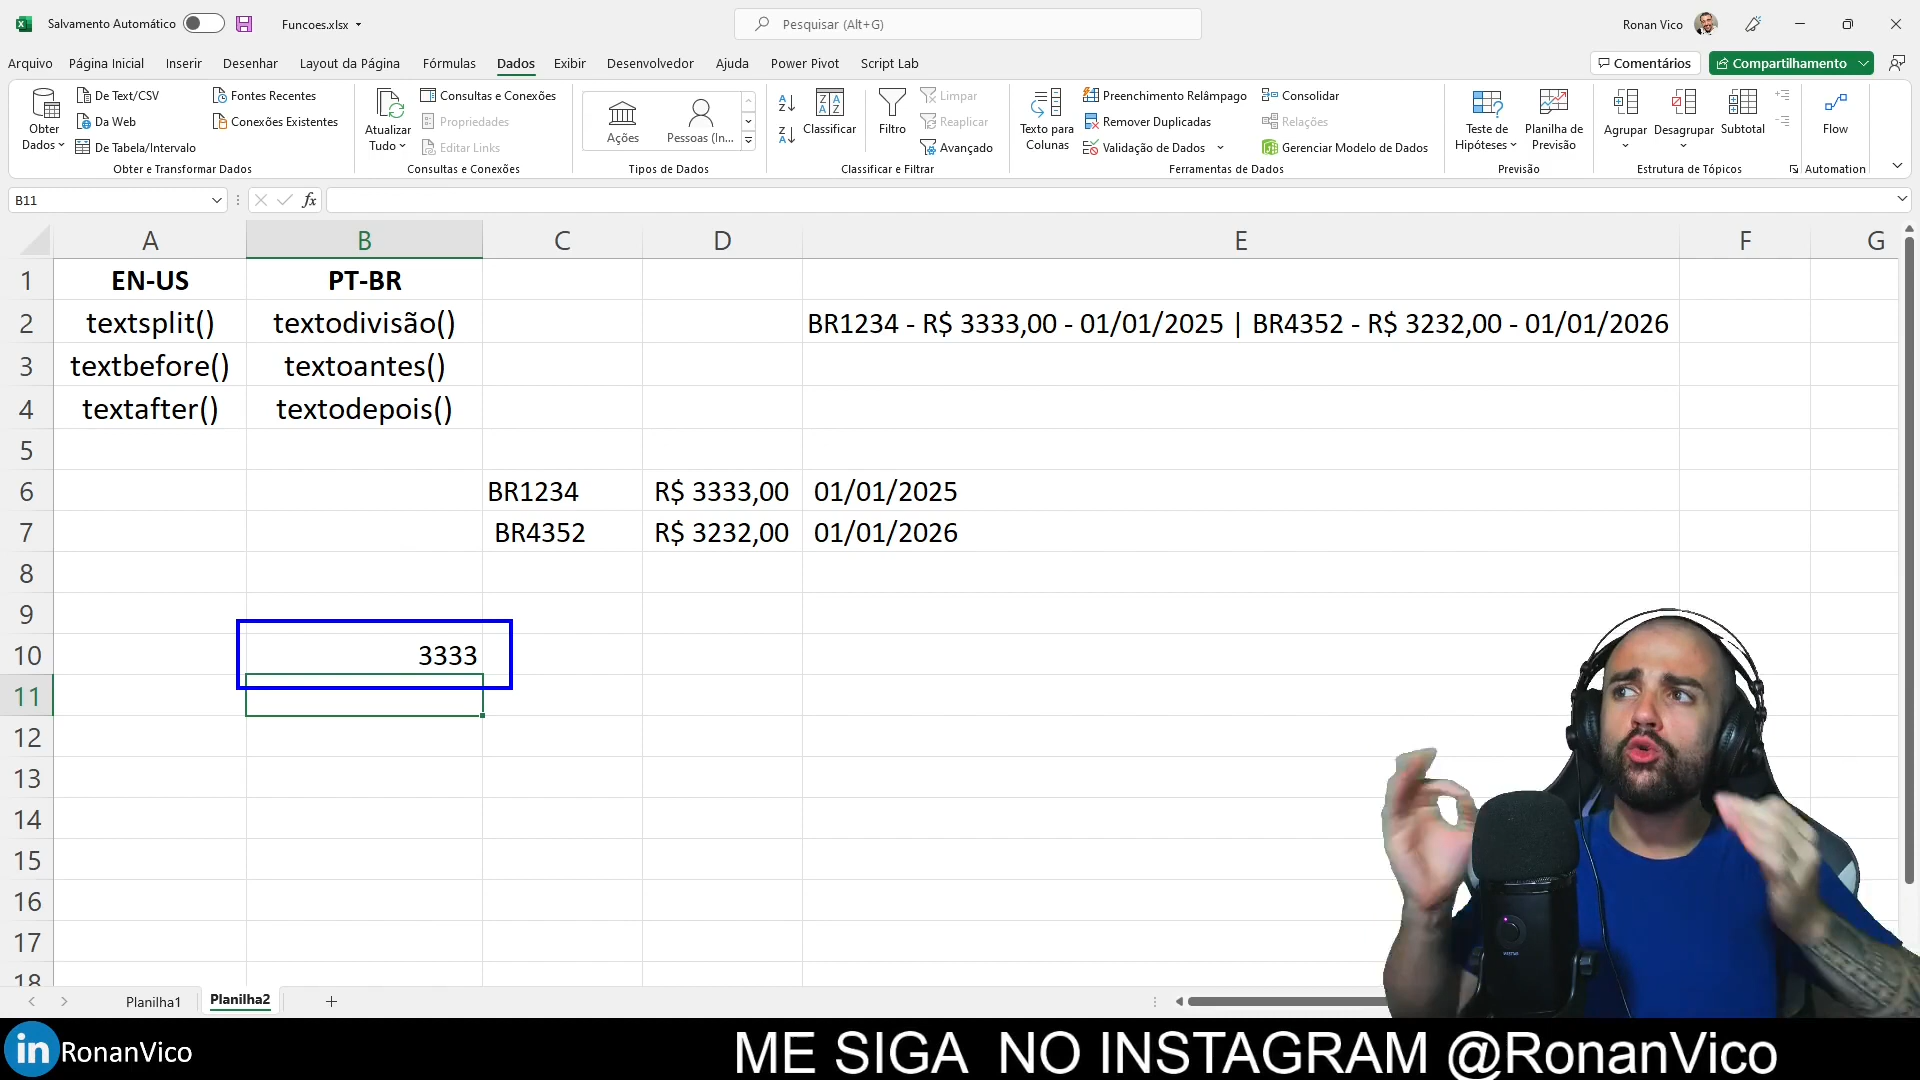 Salvamento Automático
Funcoes.xlsx
Pesquisar (Alt+G)
Ronan Vico
Arquivo Página Inicial Inserir Desenhar Layout da Página Fórmulas Dados Exibir Desenvolvedor Ajuda Power Pivot Script Lab
Comentários
Compartilhamento
Obter Dados
De Text/CSV
Da Web
De Tabela/Intervalo
Fontes Recentes
Conexões Existentes
Obter e Transformar Dados
Atualizar Tudo
Consultas e Conexões
Propriedades
Editar Links
Consultas e Conexões
Ações
Pessoas (In...
Tipos de Dados
Classificar
Filtro
Limpar
Reaplicar
Avançado
Classificar e Filtrar
Texto para Colunas
Preenchimento Relâmpago
Remover Duplicadas
Validação de Dados
Consolidar
Relações
Gerenciar Modelo de Dados
Ferramentas de Dados
Teste de Hipóteses
Planilha de Previsão
Previsão
Agrupar
Desagrupar
Subtotal
Estrutura de Tópicos
Flow
Automation
B11
fx
A B C D E F G
1 EN-US PT-BR
2 textsplit() textodivisão() BR1234 - R$ 3333,00 - 01/01/2025 | BR4352 - R$ 3232,00 - 01/01/2026
3 textbefore() textoantes()
4 textafter() textodepois()
5
6 BR1234 R$ 3333,00 01/01/2025
7 BR4352 R$ 3232,00 01/01/2026
8
9
10 3333
11
12
13
14
15
16
17
18
Planilha1 Planilha2
in RonanVico
ME SIGA NO INSTAGRAM @RonanVico